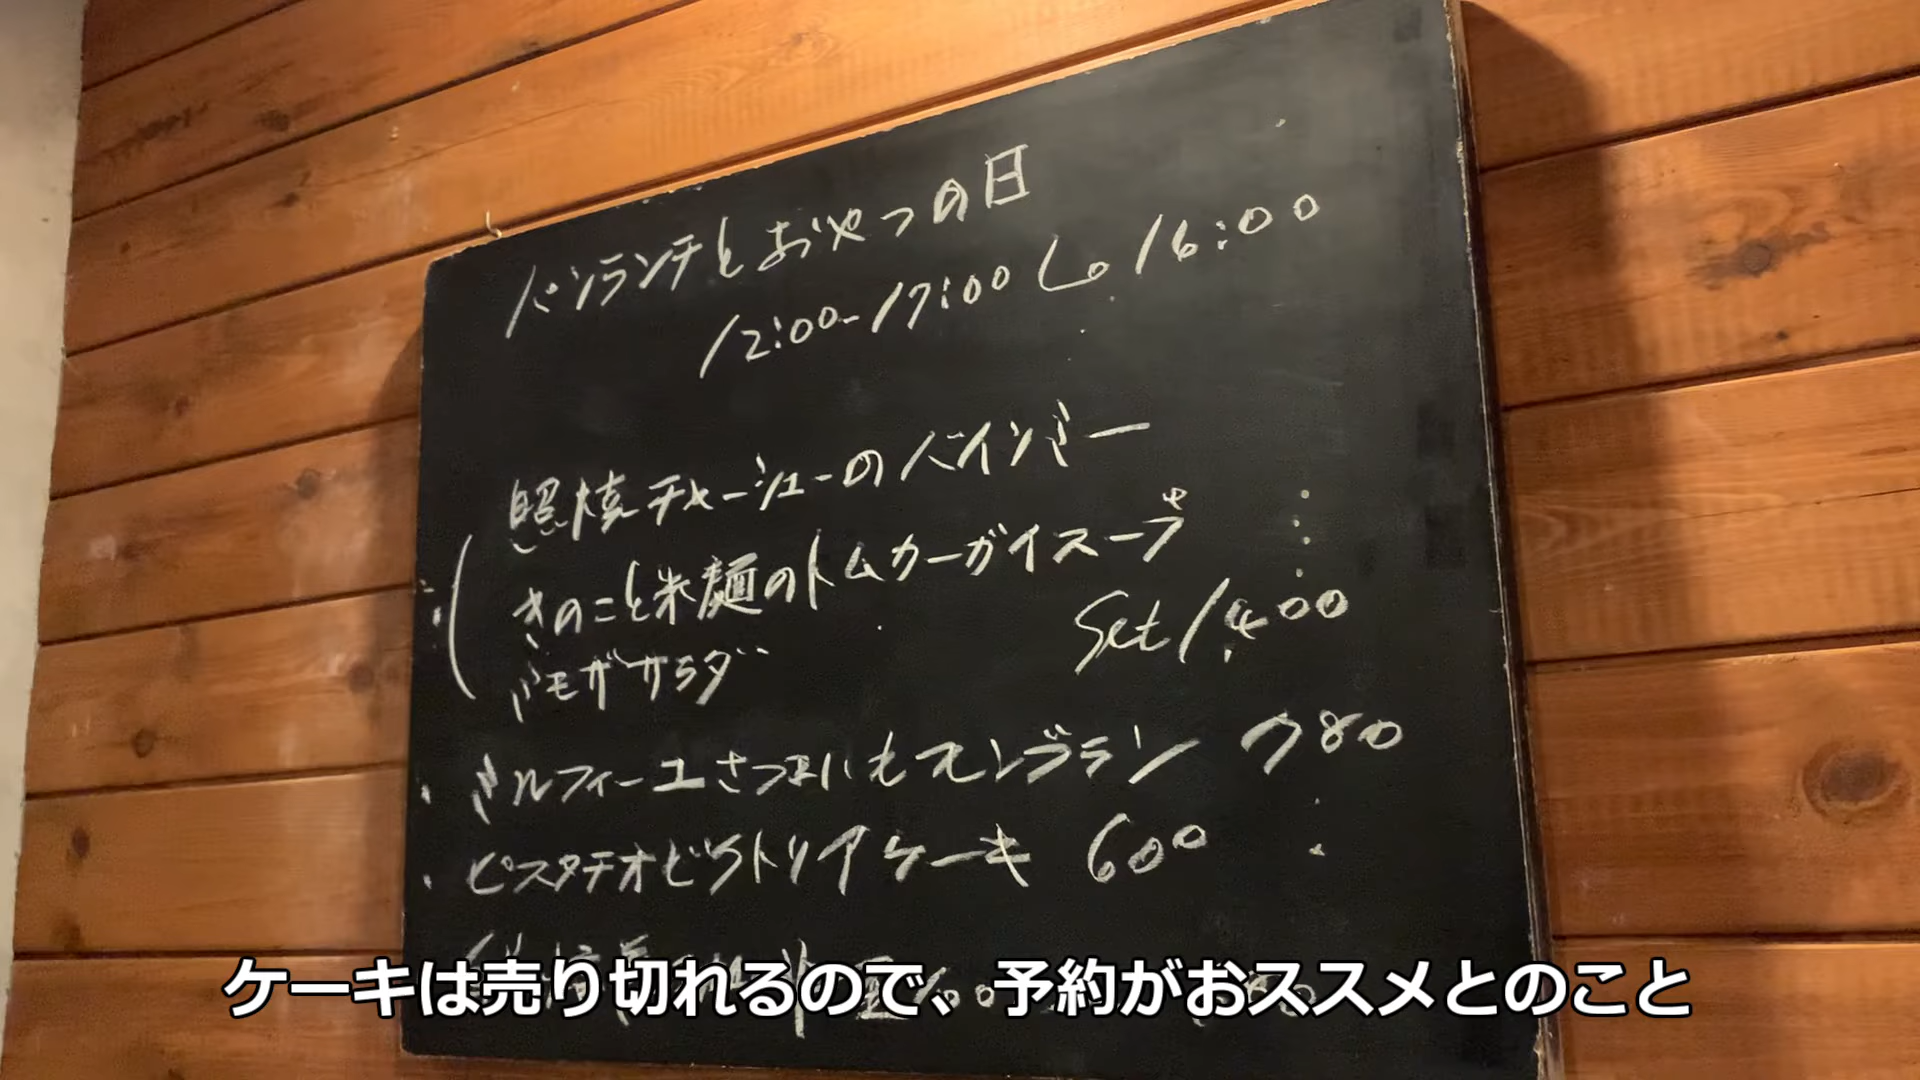 パンランチとおやつの日
12:00-17:00 Lo 16:00
照焼チャーシューのバインバー
きのこと米麺のトムカーガイスープ
ミモザサラダ
Set 1,400
・ミルフィーユさつまいもモンブラン 780
・ピスタチオビクトリアケーキ 600
ケーキは売り切れるので、予約がおススメとのこと